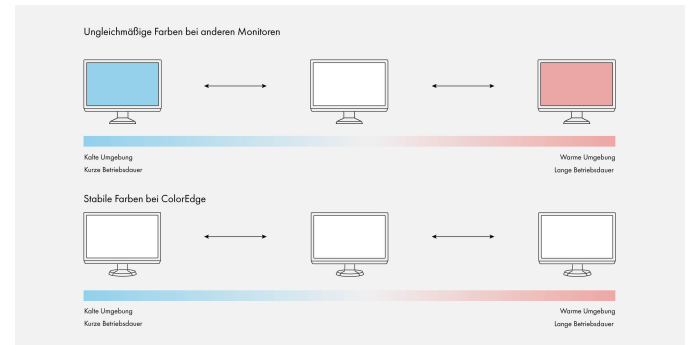 Ungleichmäßige Farben bei anderen Monitoren
Kalte Umgebung
Kurze Betriebsdauer
Warme Umgebung
Lange Betriebsdauer
Stabile Farben bei ColorEdge
Kalte Umgebung
Kurze Betriebsdauer
Warme Umgebung
Lange Betriebsdauer